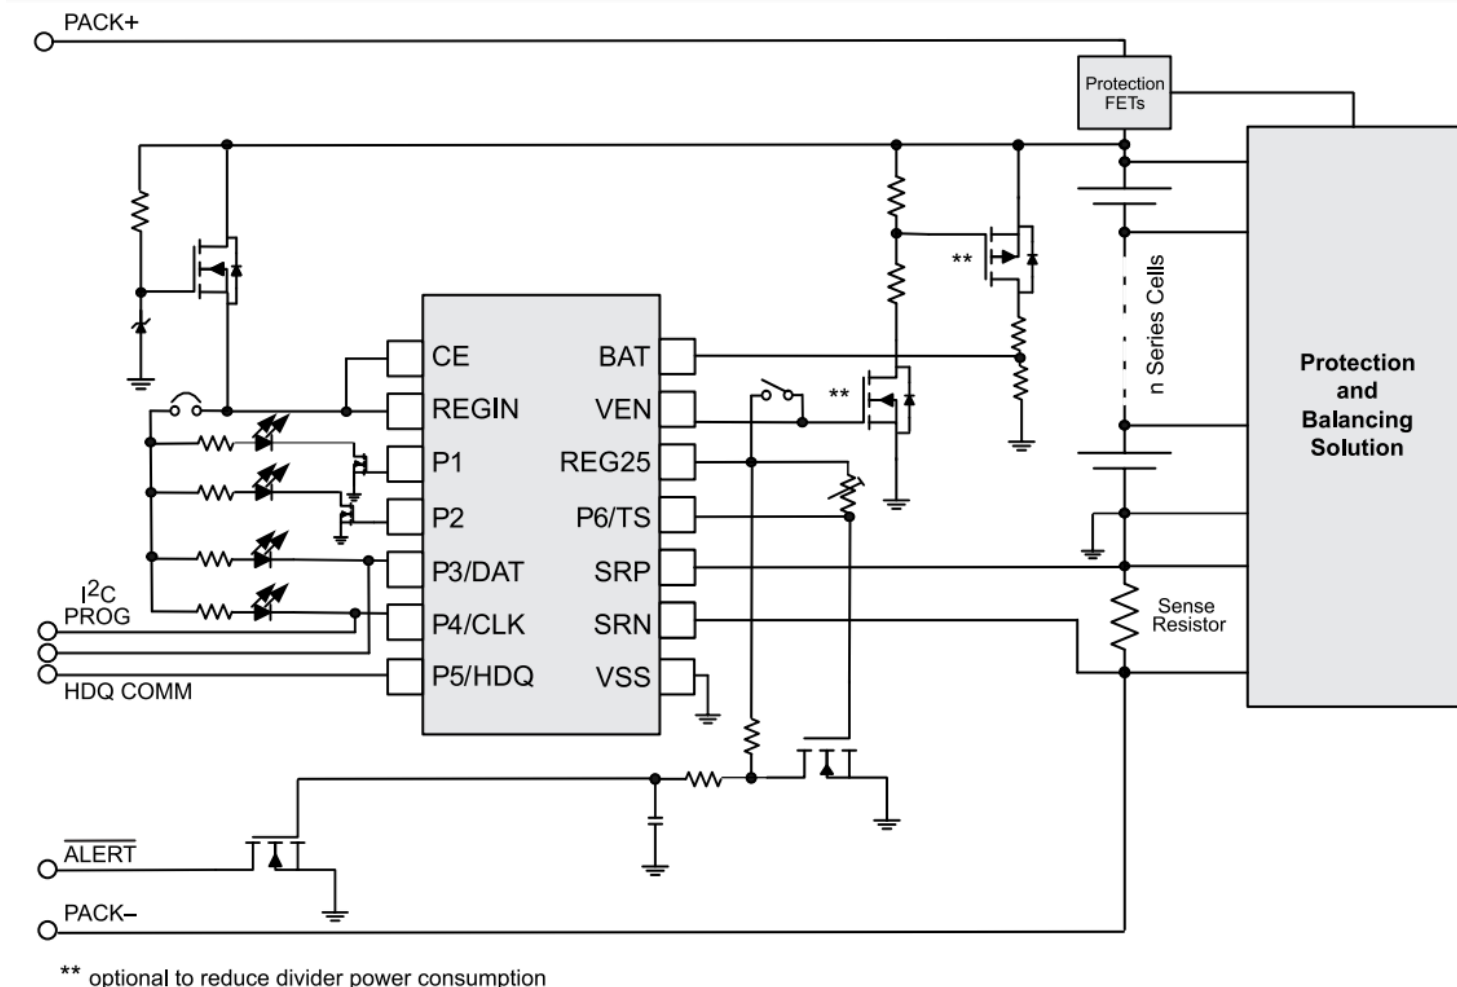 PACK+
Protection
FETs
**
n Series Cells
Protection
and
Balancing
Solution
CE
BAT
REGIN
VEN
**
P1
REG25
P2
P6/TS
P3/DAT
SRP
I2C
PROG
P4/CLK
SRN
Sense
Resistor
P5/HDQ
VSS
HDQ COMM
ALERT
PACK–
** optional to reduce divider power consumption